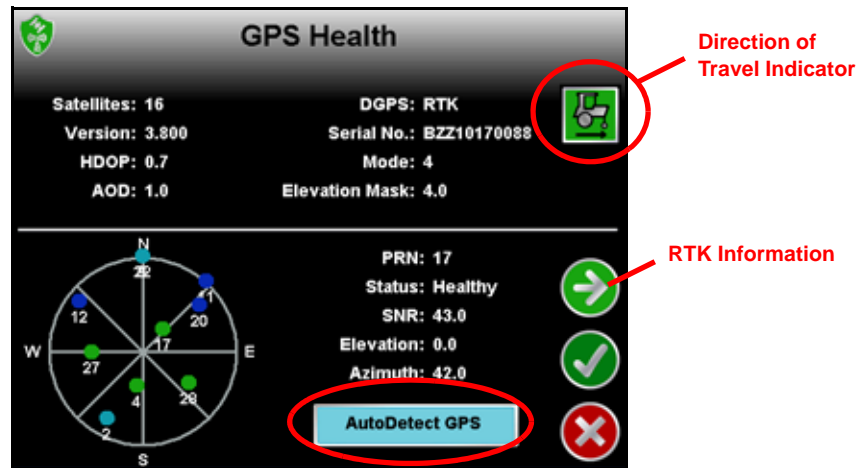 GPS Health
Direction of
Travel Indicator
Satellites: 16
DGPS: RTK
Version: 3.800
Serial No.: BZZ10170088
HDOP: 0.7
Mode: 4
AOD: 1.0
Elevation Mask: 4.0
N
22
12
20
17
W
E
27
4
28
2
S
PRN: 17
Status: Healthy
SNR: 43.0
Elevation: 0.0
Azimuth: 42.0
AutoDetect GPS
RTK Information